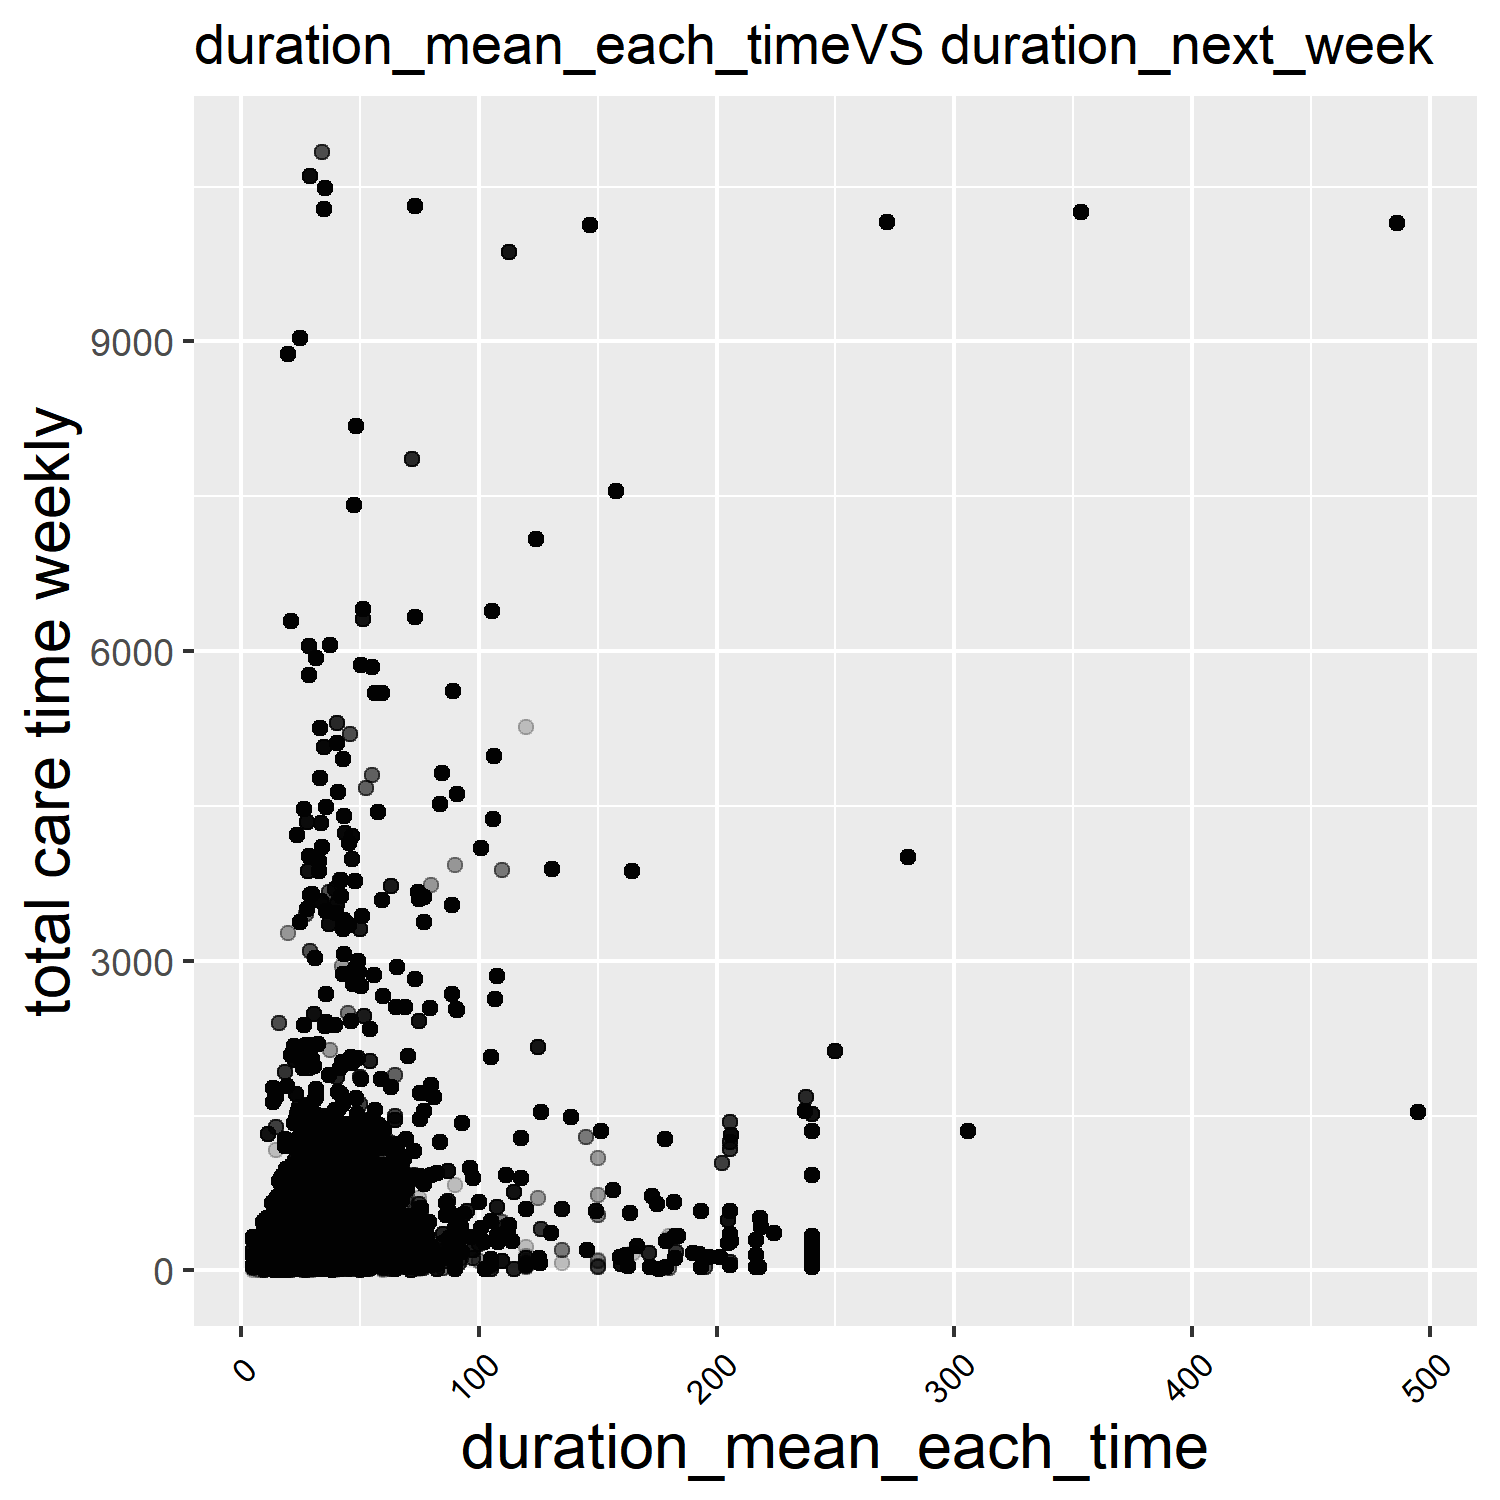 duration_mean_each_timeVS duration_next_week
total care time weekly
9000
6000
3000
0
0 100 200 300 400 500
duration_mean_each_time